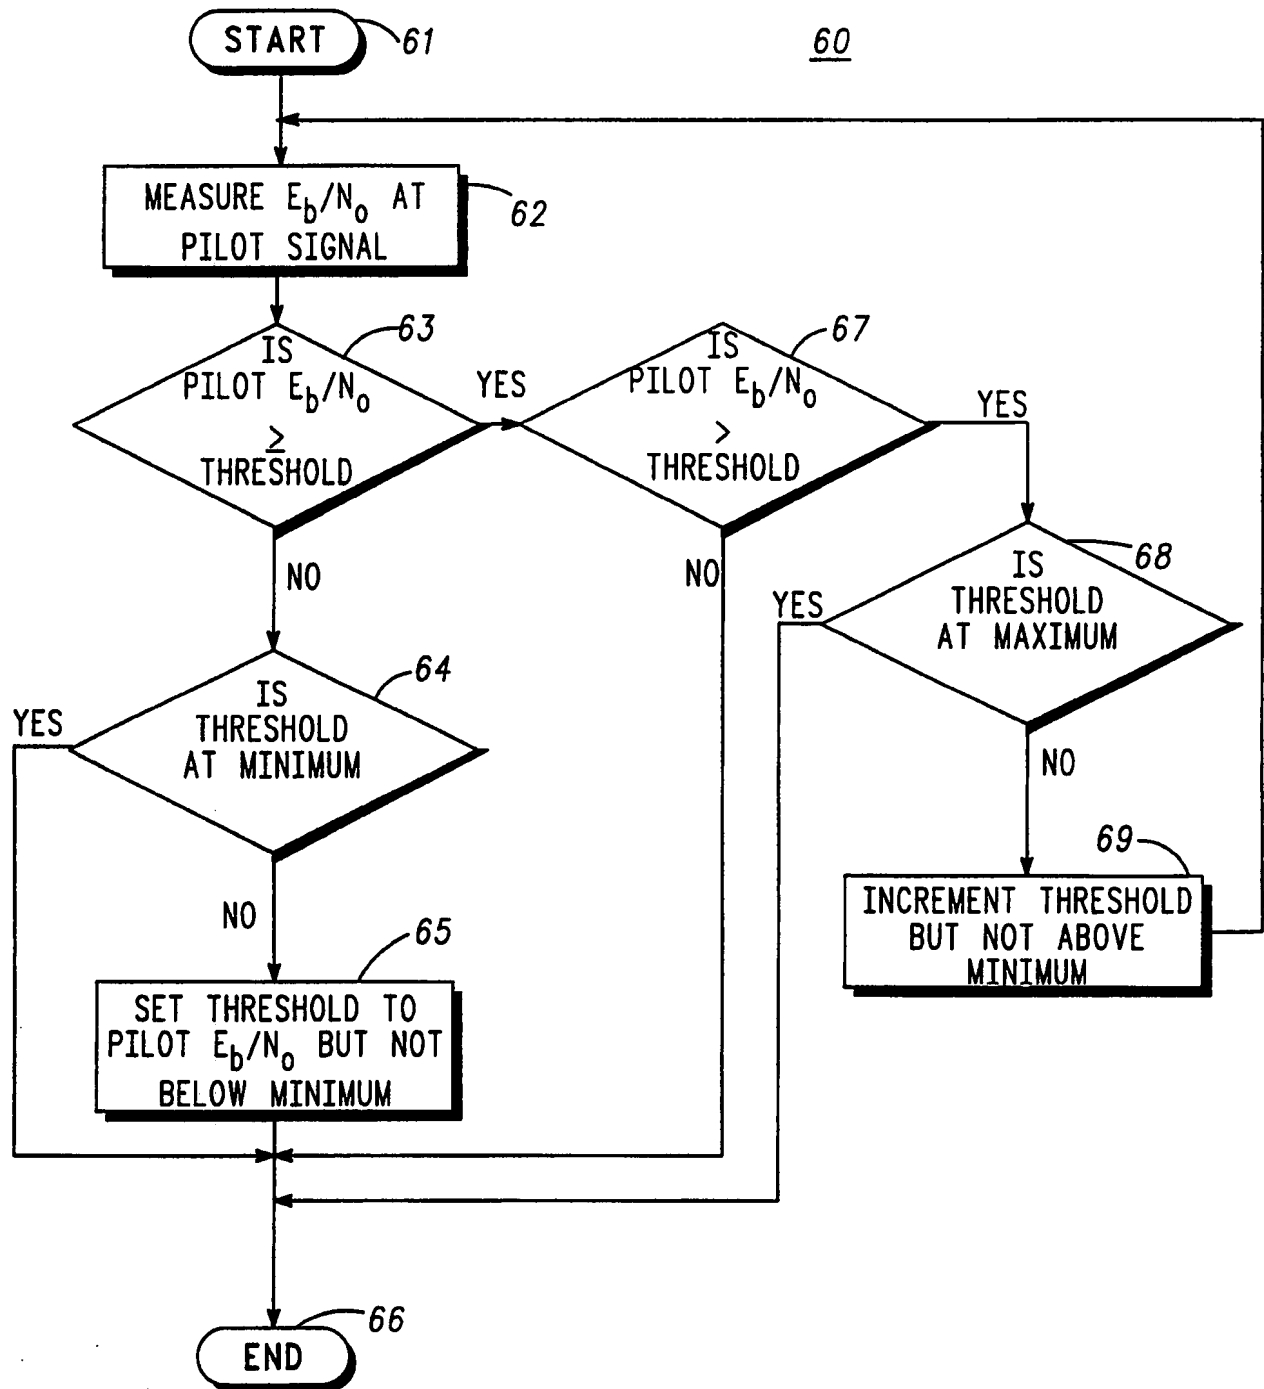 START
61
60
MEASURE Eb/No AT
PILOT SIGNAL
62
IS
PILOT Eb/No
≥
THRESHOLD
63
YES
IS
PILOT Eb/No
>
THRESHOLD
67
YES
NO
NO
IS
THRESHOLD
AT MAXIMUM
68
YES
NO
IS
THRESHOLD
AT MINIMUM
64
YES
NO
SET THRESHOLD TO
PILOT Eb/No BUT NOT
BELOW MINIMUM
65
INCREMENT THRESHOLD
BUT NOT ABOVE
MINIMUM
69
END
66